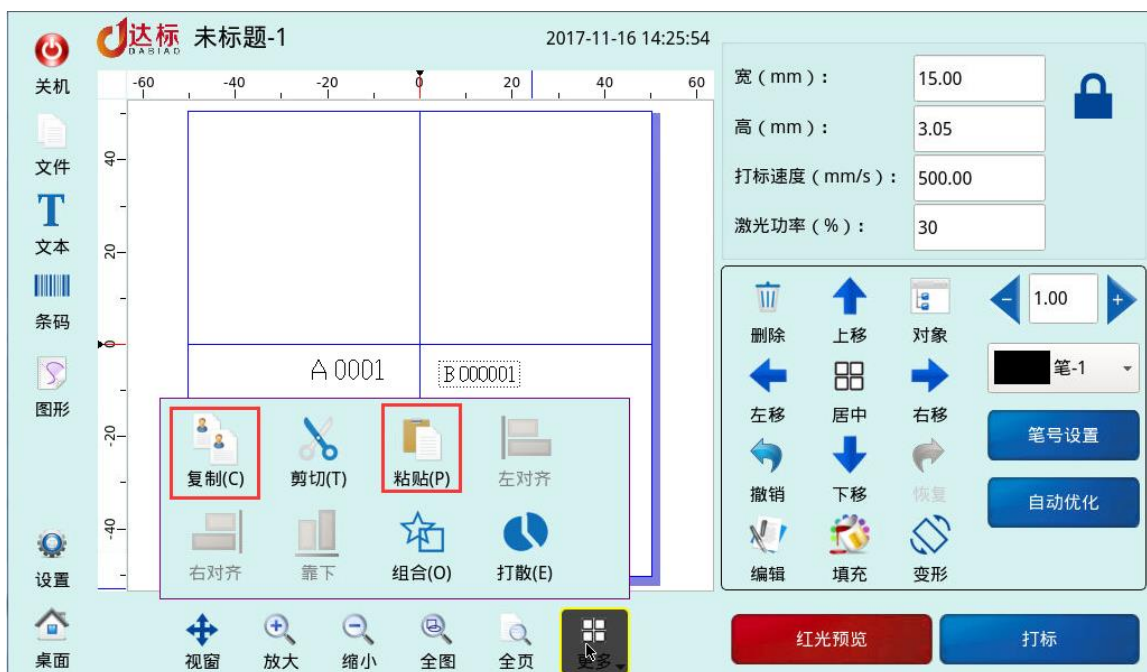 关机
达标
DABIAO
未标题-1
2017-11-16 14:25:54
-60 -40 -20 0 20 40 60
文件
文本
条码
图形
设置
桌面
40
20
0
-20
-40
A 0001
B 000001
复制(C)
剪切(T)
粘贴(P)
左对齐
右对齐
靠下
组合(O)
打散(E)
视窗
放大
缩小
全图
全页
更多
宽(mm):
15.00
高(mm):
3.05
打标速度(mm/s):
500.00
激光功率(%):
30
删除
上移
对象
1.00
左移
居中
右移
笔-1
撤销
下移
恢复
笔号设置
编辑
填充
变形
自动优化
红光预览
打标